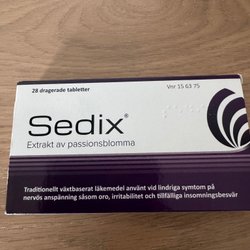 28 dragerade tabletter
Vnr 15 63 75
Sedix®
Extrakt av passionsblomma
Traditionellt växtbaserat läkemedel använt vid lindriga symtom på
nervös anspänning såsom oro, irritabilitet och tillfälliga insomningsbesvär